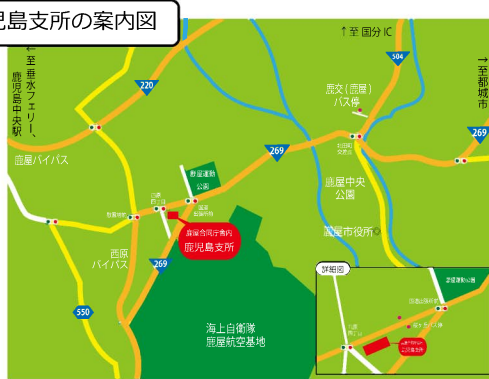 児島支所の案内図
↑至 国分 IC
←至 垂水フェリー、
鹿児島中央駅
→至都城市
504
220
鹿交(鹿屋)
バス停
269
269
鹿屋バイパス
鹿屋運動
公園
鹿屋中央
公園
鹿屋市役所
鹿屋合同庁舎内
鹿児島支所
西原
バイパス
269
550
海上自衛隊
鹿屋航空基地
詳細図